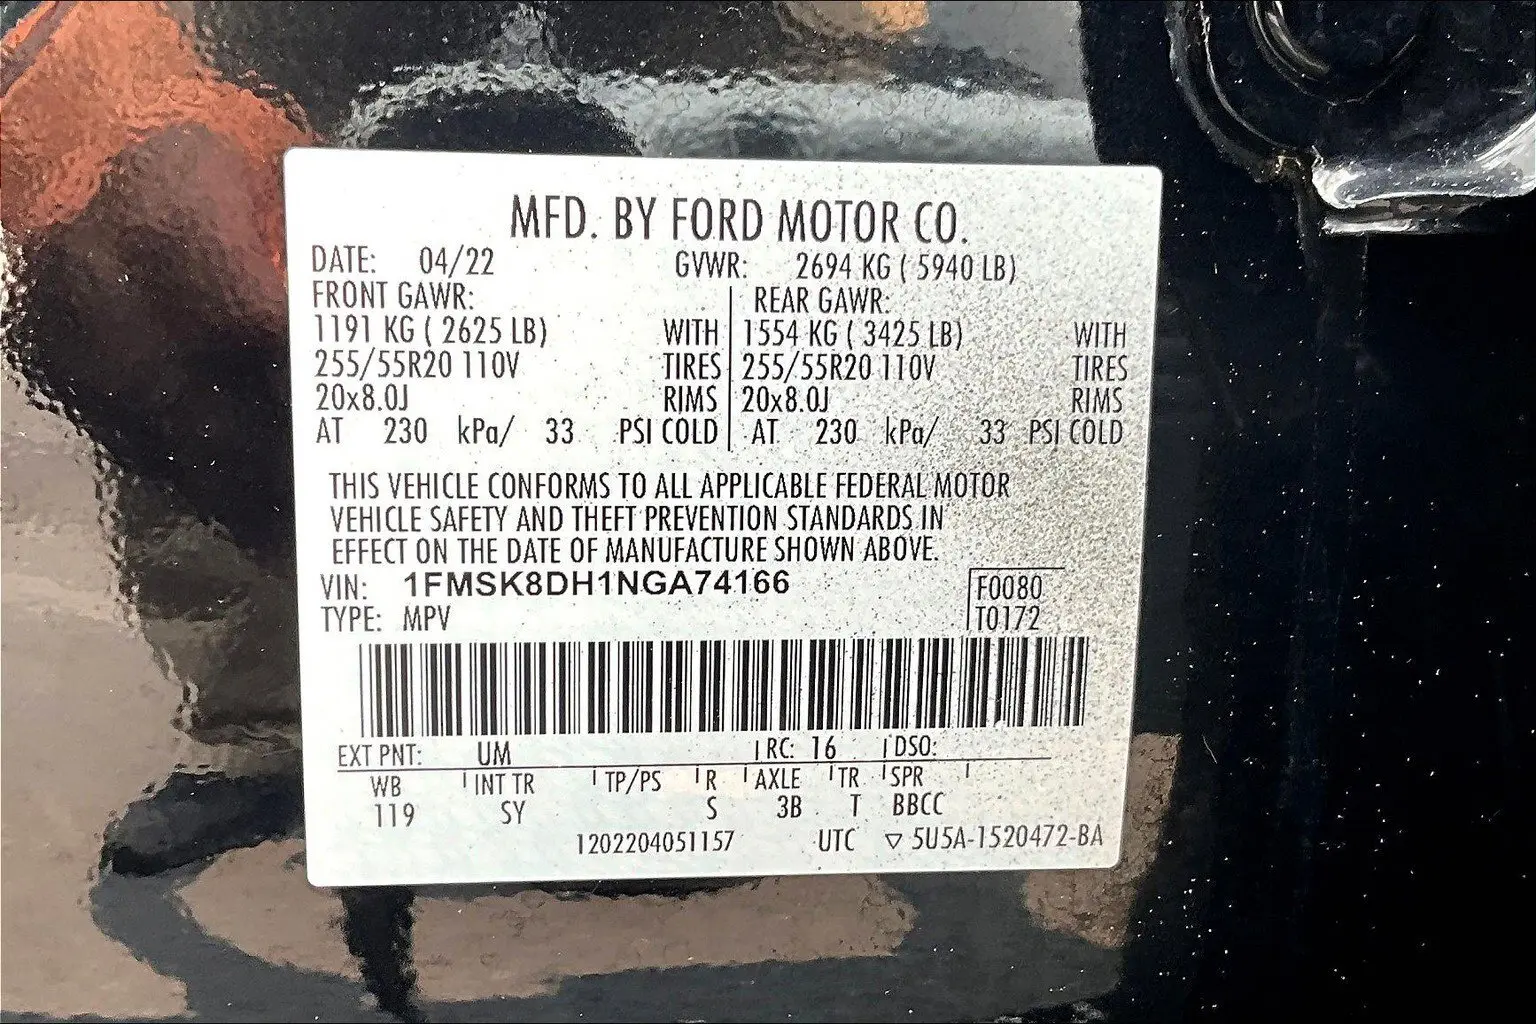 MFD. BY FORD MOTOR CO.
DATE: 04/22 GVWR: 2694 KG ( 5940 LB)
FRONT GAWR: REAR GAWR:
1191 KG ( 2625 LB) WITH 1554 KG ( 3425 LB) WITH
255/55R20 110V TIRES 255/55R20 110V TIRES
20x8.0J RIMS 20x8.0J RIMS
AT 230 kPa/ 33 PSI COLD AT 230 kPa/ 33 PSI COLD
THIS VEHICLE CONFORMS TO ALL APPLICABLE FEDERAL MOTOR
VEHICLE SAFETY AND THEFT PREVENTION STANDARDS IN
EFFECT ON THE DATE OF MANUFACTURE SHOWN ABOVE.
VIN: 1FMSK8DH1NGA74166 F0080
TYPE: MPV T0172
EXT PNT: UM RC: 16 DSO:
WB INT TR TP/PS R AXLE TR SPR
119 SY S 3B T BBCC
1202204051157 UTC ▽ 5U5A-1520472-BA